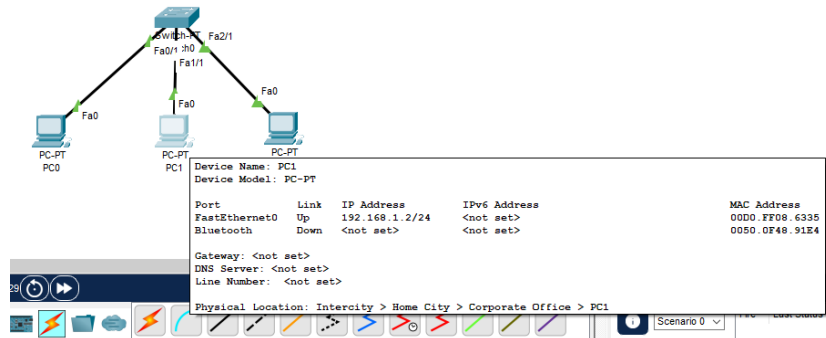 Switch-PT Fa2/1
Fa0/1 ch0
Fa1/1
Fa0
Fa0
Fa0
PC-PT
PC0
PC-PT
PC1
PC-PT
Device Name: PC1
Device Model: PC-PT
Port Link IP Address IPv6 Address MAC Address
FastEthernet0 Up 192.168.1.2/24 <not set> 00D0.FF08.6335
Bluetooth Down <not set> <not set> 0050.0F48.91E4
Gateway: <not set>
DNS Server: <not set>
Line Number: <not set>
Physical Location: Intercity > Home City > Corporate Office > PC1
29
Scenario 0
Last Status